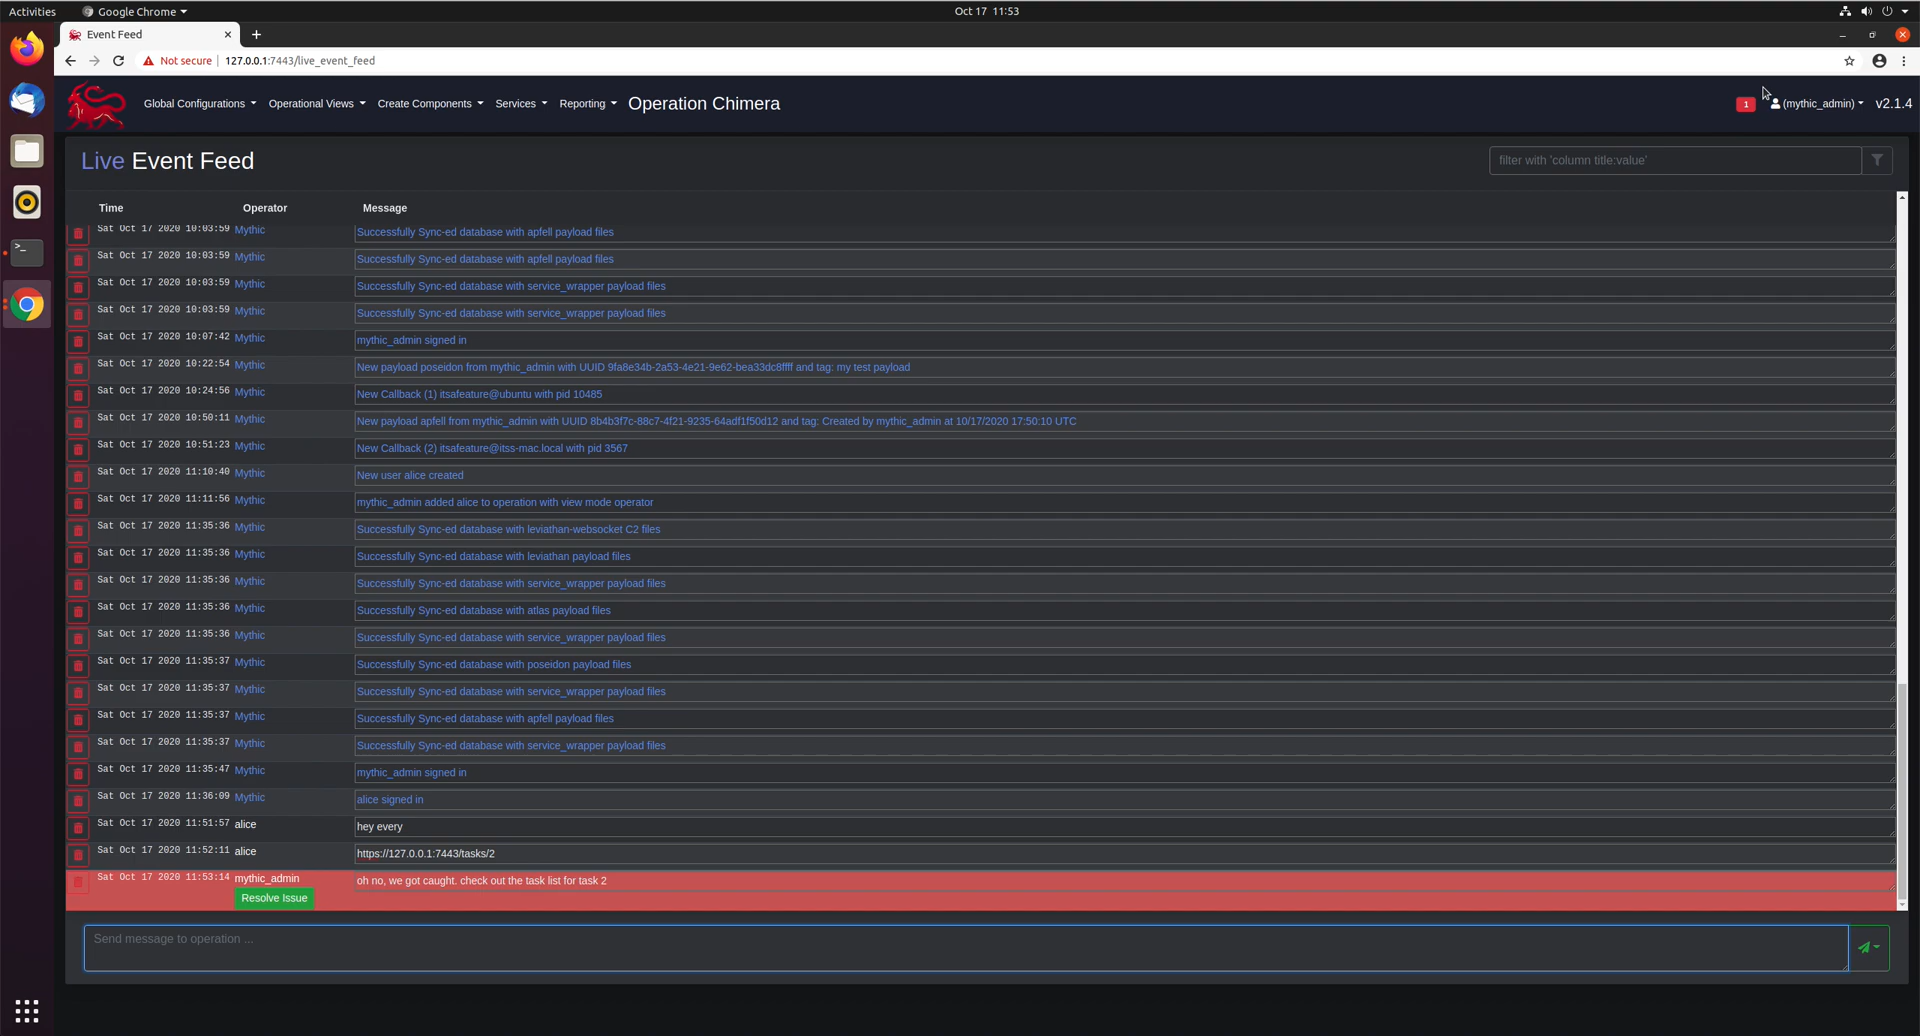 Activities Google Chrome Oct 17 11:53
Event Feed
Not secure 127.0.0.1:7443/live_event_feed
Global Configurations Operational Views Create Components Services Reporting Operation Chimera 1 (mythic_admin) v2.1.4
Live Event Feed filter with 'column title:value'
Time Operator Message
Sat Oct 17 2020 10:03:59 Mythic Successfully Sync-ed database with apfell payload files
Sat Oct 17 2020 10:03:59 Mythic Successfully Sync-ed database with apfell payload files
Sat Oct 17 2020 10:03:59 Mythic Successfully Sync-ed database with service_wrapper payload files
Sat Oct 17 2020 10:03:59 Mythic Successfully Sync-ed database with service_wrapper payload files
Sat Oct 17 2020 10:07:42 Mythic mythic_admin signed in
Sat Oct 17 2020 10:22:54 Mythic New payload poseidon from mythic_admin with UUID 9fa8e34b-2a53-4e21-9e62-bea33dc8ffff and tag: my test payload
Sat Oct 17 2020 10:24:56 Mythic New Callback (1) itsafeature@ubuntu with pid 10485
Sat Oct 17 2020 10:50:11 Mythic New payload apfell from mythic_admin with UUID 8b4b3f7c-88c7-4f21-9235-64adf1f50d12 and tag: Created by mythic_admin at 10/17/2020 17:50:10 UTC
Sat Oct 17 2020 10:51:23 Mythic New Callback (2) itsafeature@itss-mac.local with pid 3567
Sat Oct 17 2020 11:10:40 Mythic New user alice created
Sat Oct 17 2020 11:11:56 Mythic mythic_admin added alice to operation with view mode operator
Sat Oct 17 2020 11:35:36 Mythic Successfully Sync-ed database with leviathan-websocket C2 files
Sat Oct 17 2020 11:35:36 Mythic Successfully Sync-ed database with leviathan payload files
Sat Oct 17 2020 11:35:36 Mythic Successfully Sync-ed database with service_wrapper payload files
Sat Oct 17 2020 11:35:36 Mythic Successfully Sync-ed database with atlas payload files
Sat Oct 17 2020 11:35:36 Mythic Successfully Sync-ed database with service_wrapper payload files
Sat Oct 17 2020 11:35:37 Mythic Successfully Sync-ed database with poseidon payload files
Sat Oct 17 2020 11:35:37 Mythic Successfully Sync-ed database with service_wrapper payload files
Sat Oct 17 2020 11:35:37 Mythic Successfully Sync-ed database with apfell payload files
Sat Oct 17 2020 11:35:37 Mythic Successfully Sync-ed database with service_wrapper payload files
Sat Oct 17 2020 11:35:47 Mythic mythic_admin signed in
Sat Oct 17 2020 11:36:09 Mythic alice signed in
Sat Oct 17 2020 11:51:57 alice hey every
Sat Oct 17 2020 11:52:11 alice https://127.0.0.1:7443/tasks/2
Sat Oct 17 2020 11:53:14 mythic_admin oh no, we got caught. check out the task list for task 2
Resolve Issue
Send message to operation ...